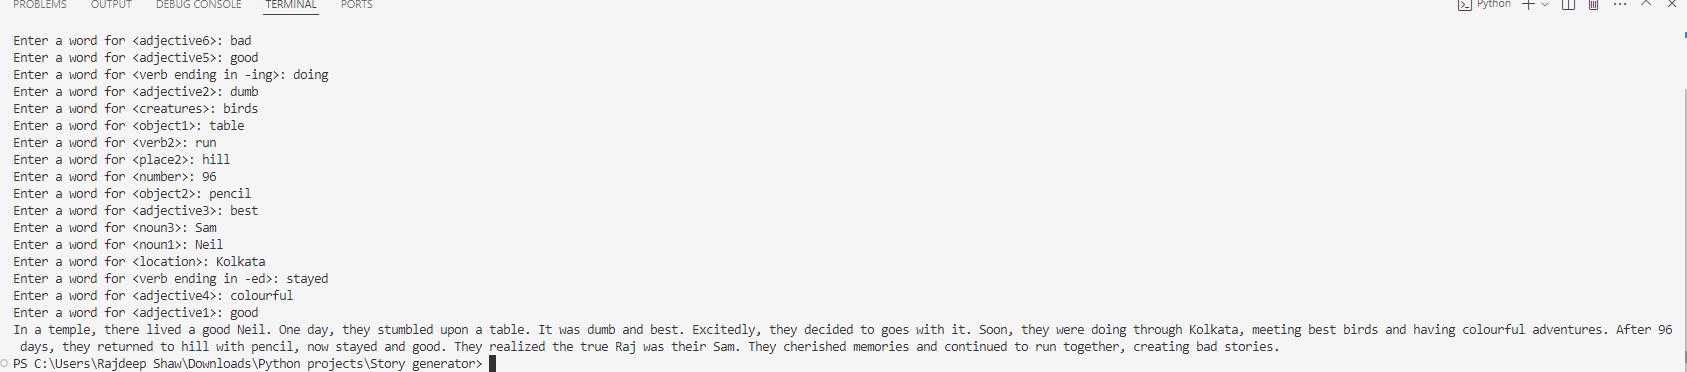 PROBLEMS OUTPUT DEBUG CONSOLE TERMINAL PORTS Python
Enter a word for <adjective6>: bad
Enter a word for <adjective5>: good
Enter a word for <verb ending in -ing>: doing
Enter a word for <adjective2>: dumb
Enter a word for <creatures>: birds
Enter a word for <object1>: table
Enter a word for <verb2>: run
Enter a word for <place2>: hill
Enter a word for <number>: 96
Enter a word for <object2>: pencil
Enter a word for <adjective3>: best
Enter a word for <noun3>: Sam
Enter a word for <noun1>: Neil
Enter a word for <location>: Kolkata
Enter a word for <verb ending in -ed>: stayed
Enter a word for <adjective4>: colourful
Enter a word for <adjective1>: good
In a temple, there lived a good Neil. One day, they stumbled upon a table. It was dumb and best. Excitedly, they decided to goes with it. Soon, they were doing through Kolkata, meeting best birds and having colourful adventures. After 96
days, they returned to hill with pencil, now stayed and good. They realized the true Raj was their Sam. They cherished memories and continued to run together, creating bad stories.
PS C:\Users\Rajdeep Shaw\Downloads\Python projects\Story generator>